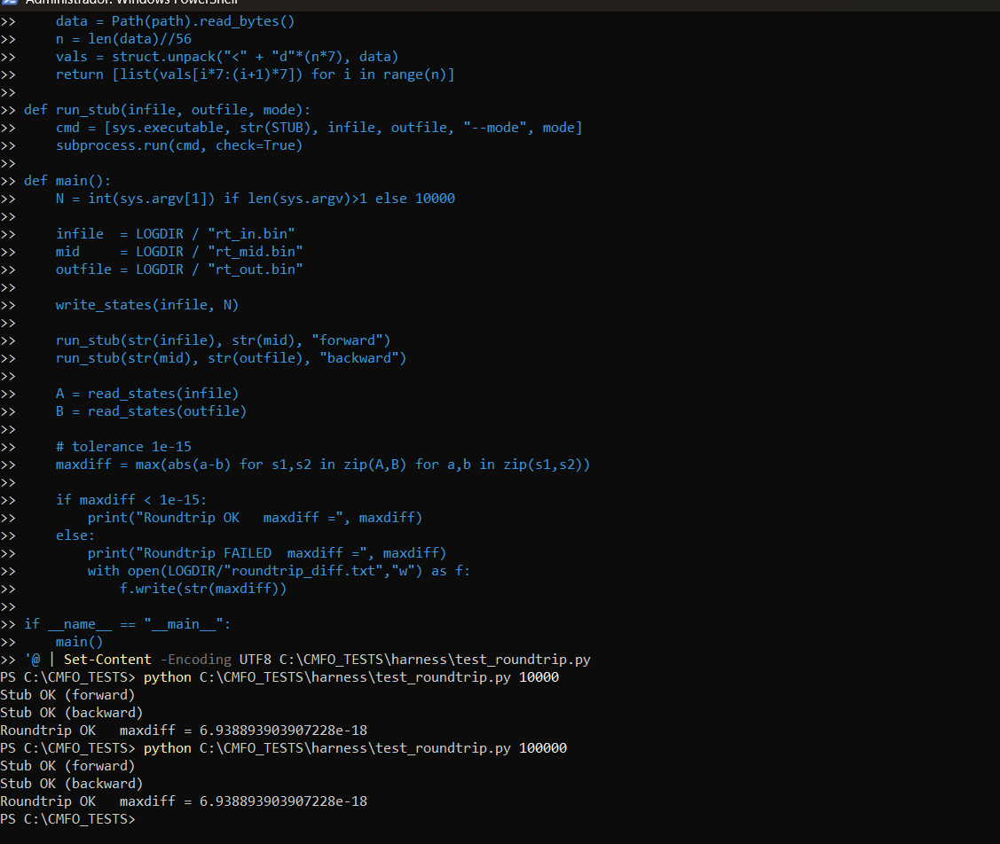 Administrador: Windows PowerShell
>>     data = Path(path).read_bytes()
>>     n = len(data)//56
>>     vals = struct.unpack("<" + "d"*(n*7), data)
>>     return [list(vals[i*7:(i+1)*7]) for i in range(n)]
>>
>> def run_stub(infile, outfile, mode):
>>     cmd = [sys.executable, str(STUB), infile, outfile, "--mode", mode]
>>     subprocess.run(cmd, check=True)
>>
>> def main():
>>     N = int(sys.argv[1]) if len(sys.argv)>1 else 10000
>>
>>     infile  = LOGDIR / "rt_in.bin"
>>     mid     = LOGDIR / "rt_mid.bin"
>>     outfile = LOGDIR / "rt_out.bin"
>>
>>     write_states(infile, N)
>>
>>     run_stub(str(infile), str(mid), "forward")
>>     run_stub(str(mid), str(outfile), "backward")
>>
>>     A = read_states(infile)
>>     B = read_states(outfile)
>>
>>     # tolerance 1e-15
>>     maxdiff = max(abs(a-b) for s1,s2 in zip(A,B) for a,b in zip(s1,s2))
>>
>>     if maxdiff < 1e-15:
>>         print("Roundtrip OK   maxdiff =", maxdiff)
>>     else:
>>         print("Roundtrip FAILED  maxdiff =", maxdiff)
>>         with open(LOGDIR/"roundtrip_diff.txt","w") as f:
>>             f.write(str(maxdiff))
>>
>> if __name__ == "__main__":
>>     main()
>> '@ | Set-Content -Encoding UTF8 C:\CMFO_TESTS\harness\test_roundtrip.py
PS C:\CMFO_TESTS> python C:\CMFO_TESTS\harness\test_roundtrip.py 10000
Stub OK (forward)
Stub OK (backward)
Roundtrip OK   maxdiff = 6.938893903907228e-18
PS C:\CMFO_TESTS> python C:\CMFO_TESTS\harness\test_roundtrip.py 100000
Stub OK (forward)
Stub OK (backward)
Roundtrip OK   maxdiff = 6.938893903907228e-18
PS C:\CMFO_TESTS>